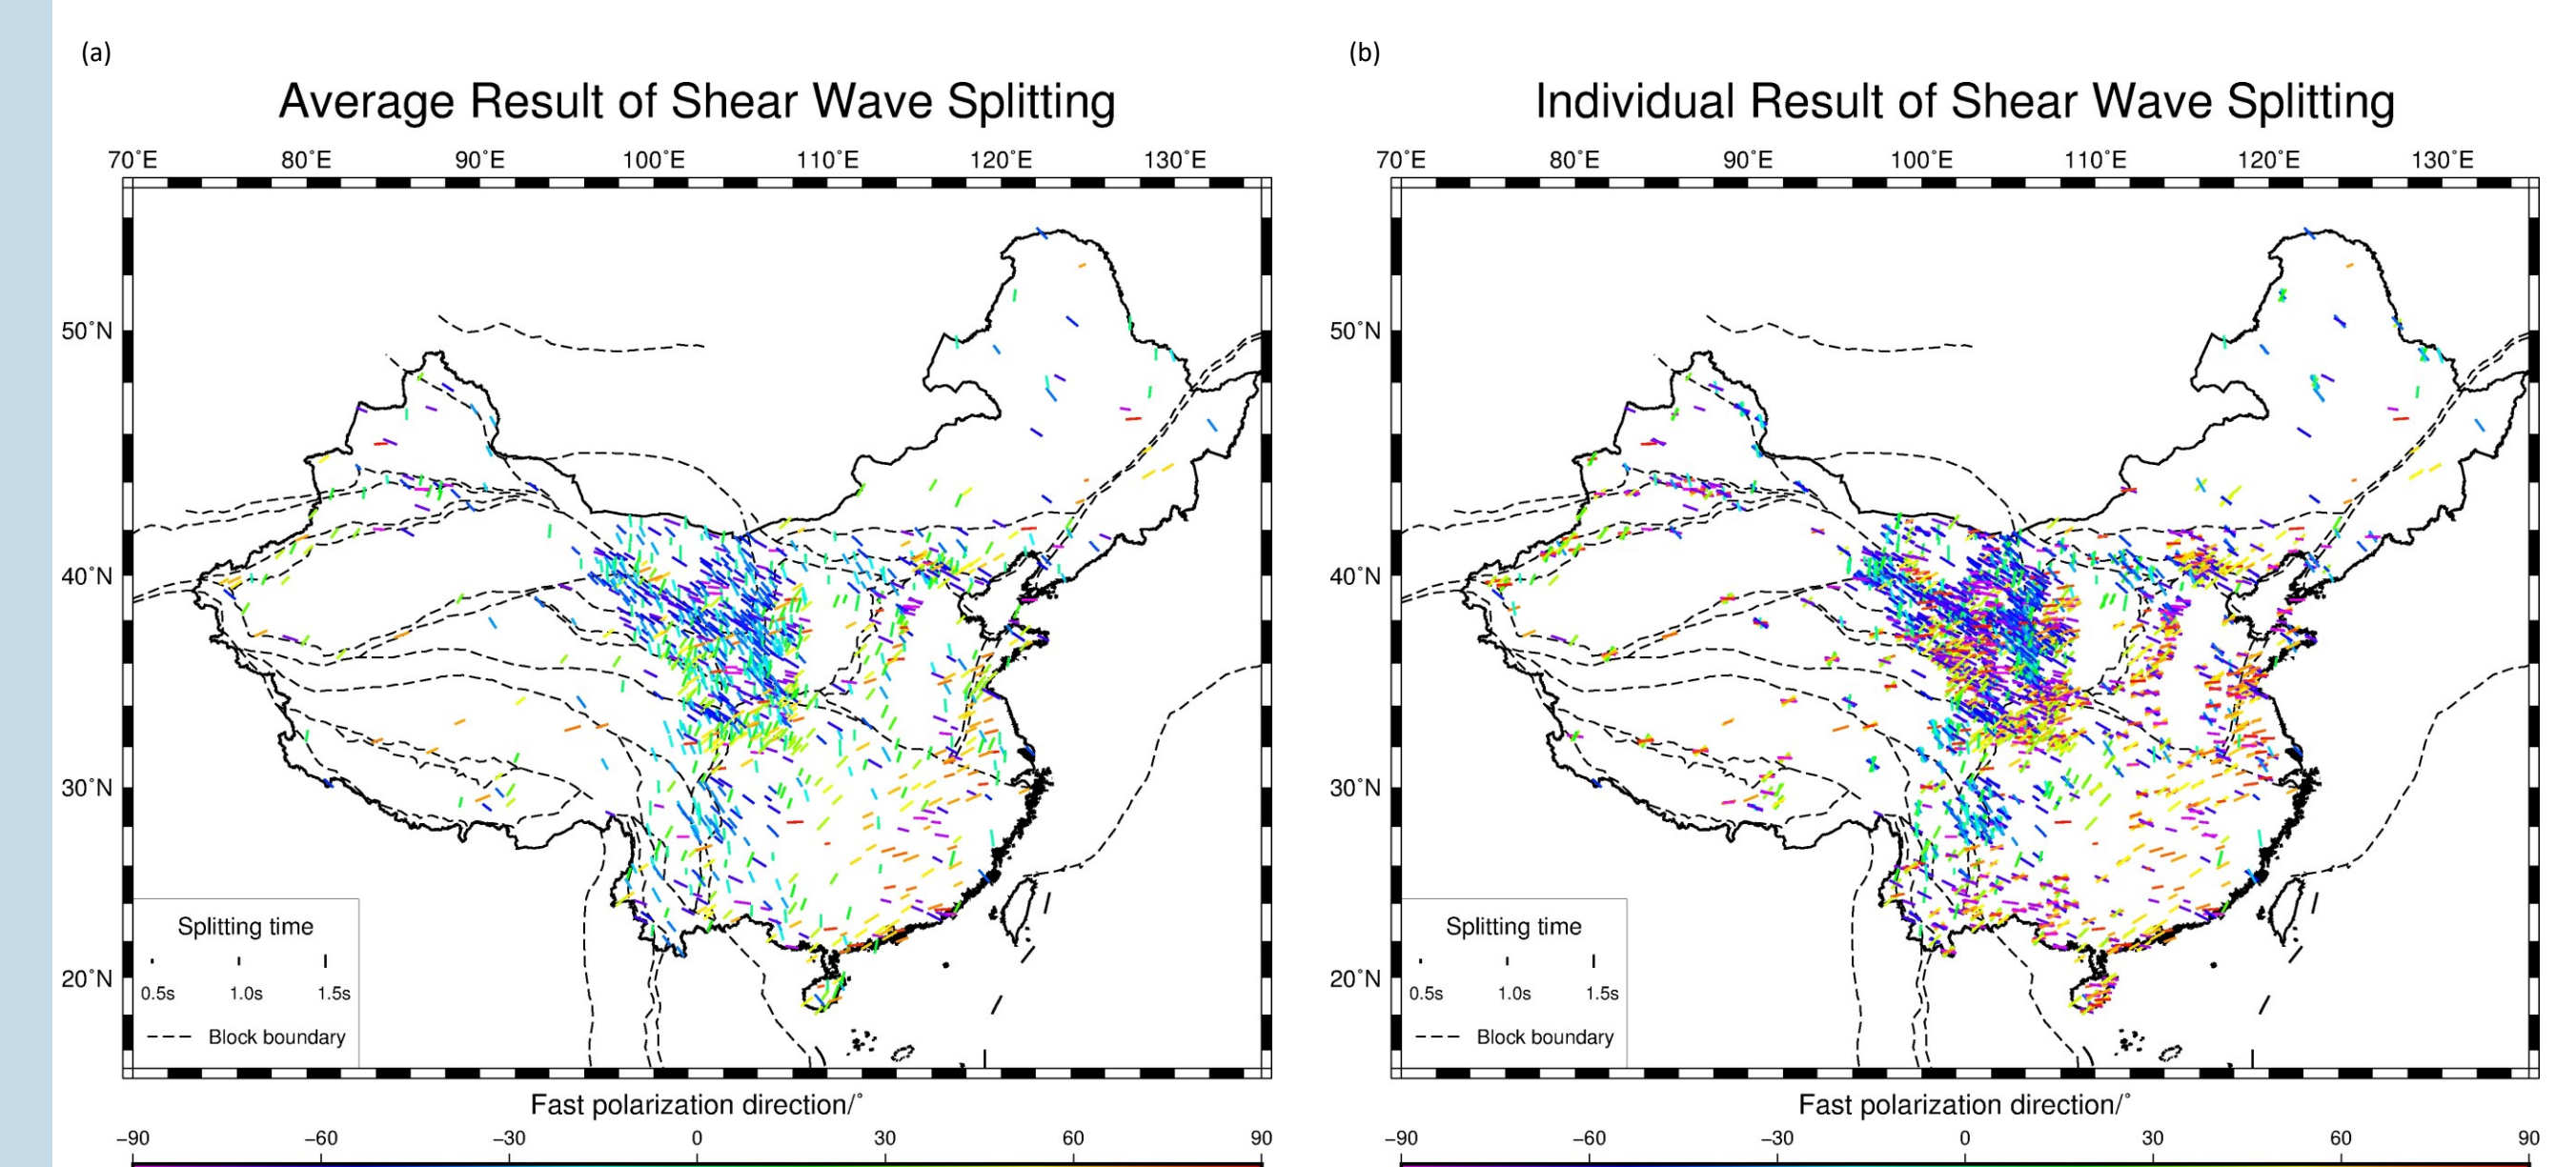 (a)
Average Result of Shear Wave Splitting
70˚E 80˚E 90˚E 100˚E 110˚E 120˚E 130˚E
50˚N
40˚N
30˚N
20˚N
Splitting time
0.5s 1.0s 1.5s
Block boundary
Fast polarization direction/˚
−90 −60 −30 0 30 60 90
(b)
Individual Result of Shear Wave Splitting
70˚E 80˚E 90˚E 100˚E 110˚E 120˚E 130˚E
50˚N
40˚N
30˚N
20˚N
Splitting time
0.5s 1.0s 1.5s
Block boundary
Fast polarization direction/˚
−90 −60 −30 0 30 60 90